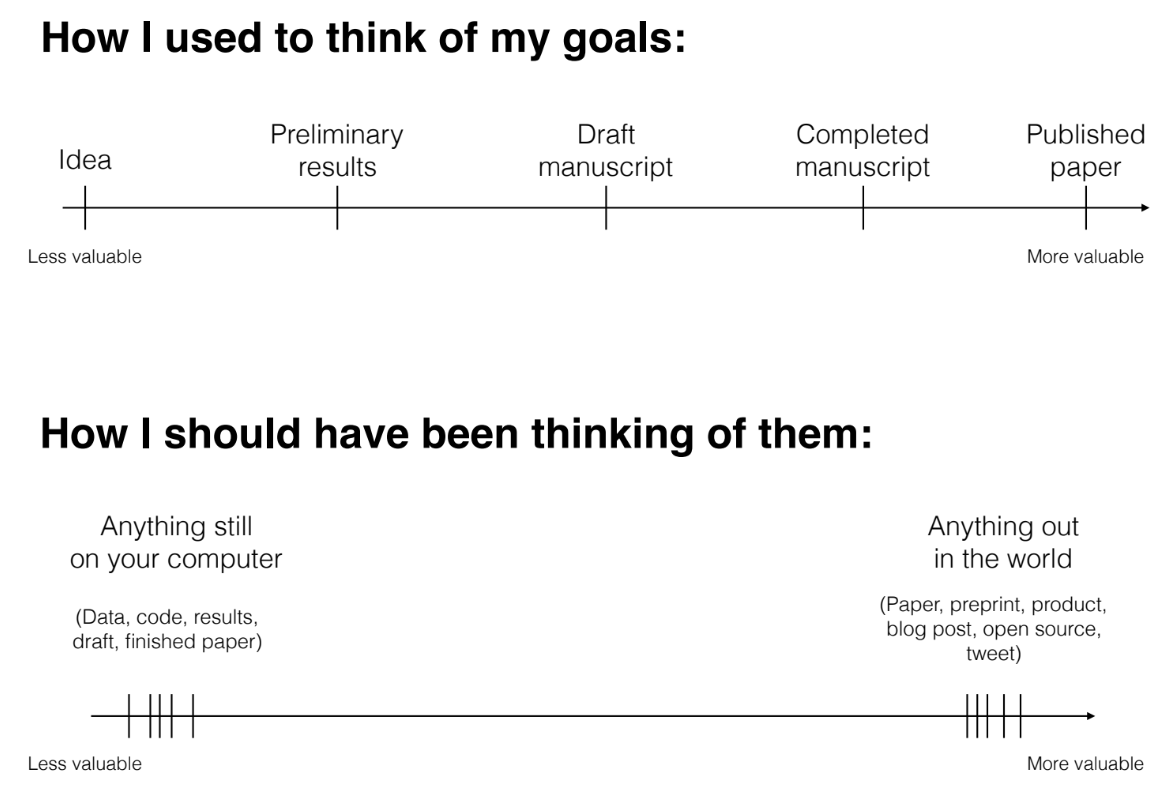 How I used to think of my goals:
Idea
Preliminary
results
Draft
manuscript
Completed
manuscript
Published
paper
Less valuable
More valuable
How I should have been thinking of them:
Anything still
on your computer
(Data, code, results,
draft, finished paper)
Anything out
in the world
(Paper, preprint, product,
blog post, open source,
tweet)
Less valuable
More valuable